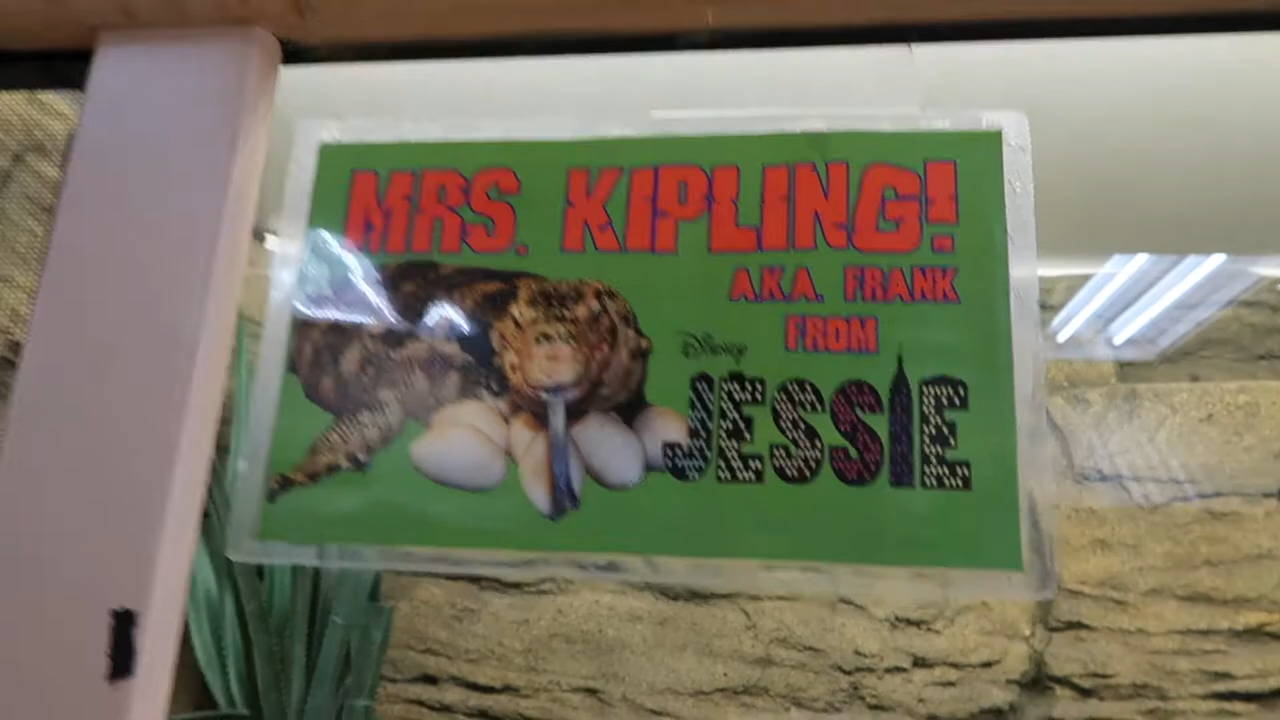 MRS. KIPLING!
A.K.A. FRANK
FROM
Disney
JESSIE